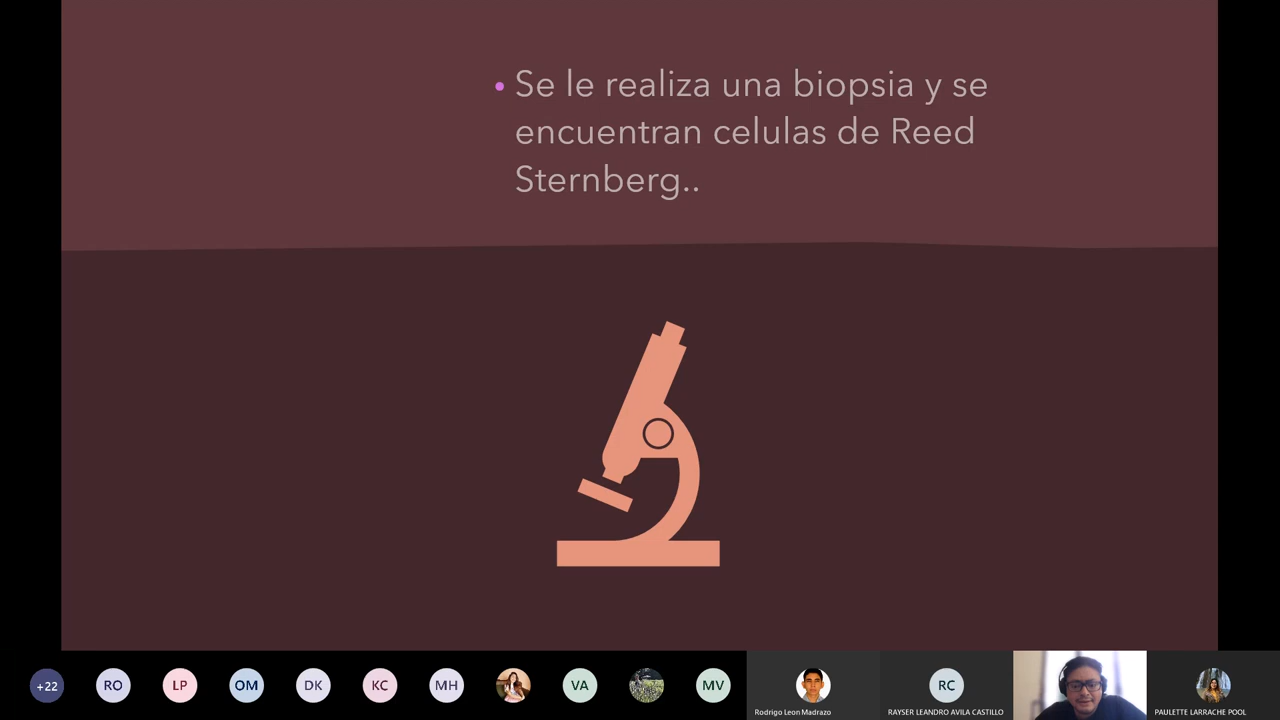 Se le realiza una biopsia y se
encuentran celulas de Reed
Sternberg..
+22
RO
LP
OM
DK
KC
MH
VA
MV
Rodrigo Leon Madrazo
RC
RAYSER LEANDRO AVILA CASTILLO
PAULETTE LARRACHE POOL